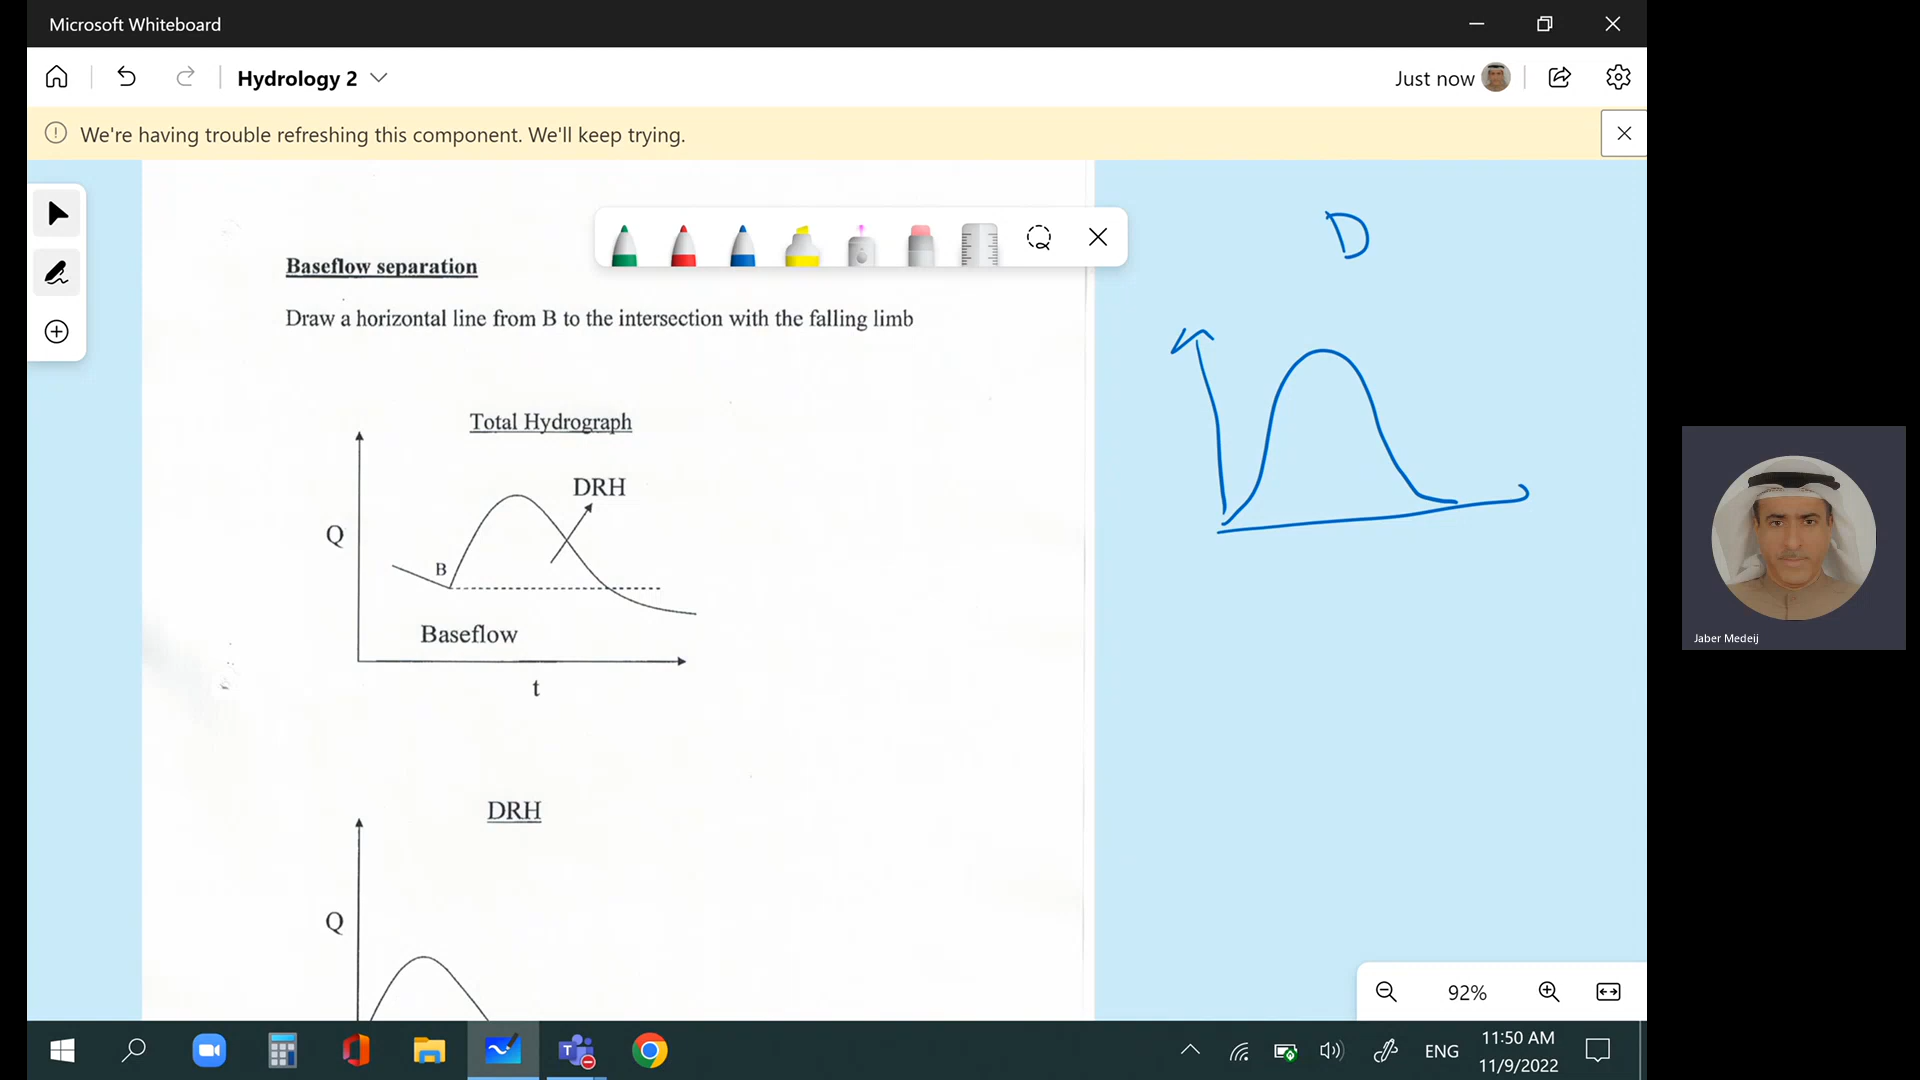 Microsoft Whiteboard
Hydrology 2
Just now
We're having trouble refreshing this component. We'll keep trying.
D
Baseflow separation
Draw a horizontal line from B to the intersection with the falling limb
Total Hydrograph
DRH
Q
B
Baseflow
t
Jaber Medeij
DRH
Q
92%
ENG
11:50 AM
11/9/2022